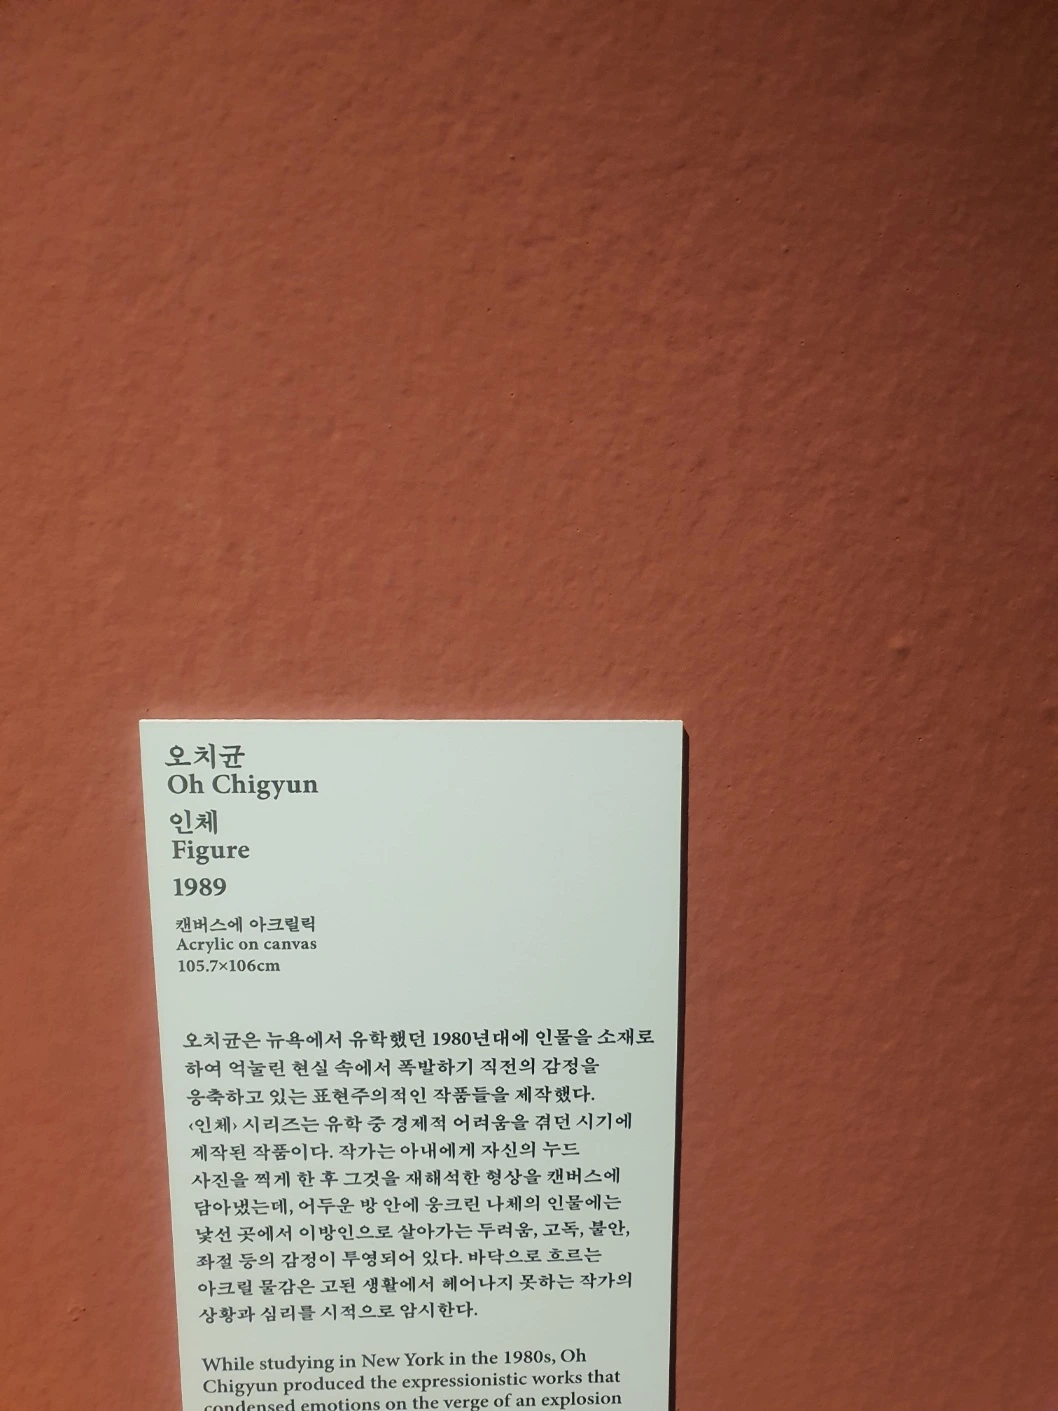 오치균
Oh Chigyun
인체
Figure
1989
캔버스에 아크릴릭
Acrylic on canvas
105.7×106cm
오치균은 뉴욕에서 유학했던 1980년대에 인물을 소재로
하여 억눌린 현실 속에서 폭발하기 직전의 감정을
응축하고 있는 표현주의적인 작품들을 제작했다.
‹인체› 시리즈는 유학 중 경제적 어려움을 겪던 시기에
제작된 작품이다. 작가는 아내에게 자신의 누드
사진을 찍게 한 후 그것을 재해석한 형상을 캔버스에
담아냈는데, 어두운 방 안에 웅크린 나체의 인물에는
낯선 곳에서 이방인으로 살아가는 두려움, 고독, 불안,
좌절 등의 감정이 투영되어 있다. 바닥으로 흐르는
아크릴 물감은 고된 생활에서 헤어나지 못하는 작가의
상황과 심리를 시적으로 암시한다.
While studying in New York in the 1980s, Oh
Chigyun produced the expressionistic works that
condensed emotions on the verge of an explosion